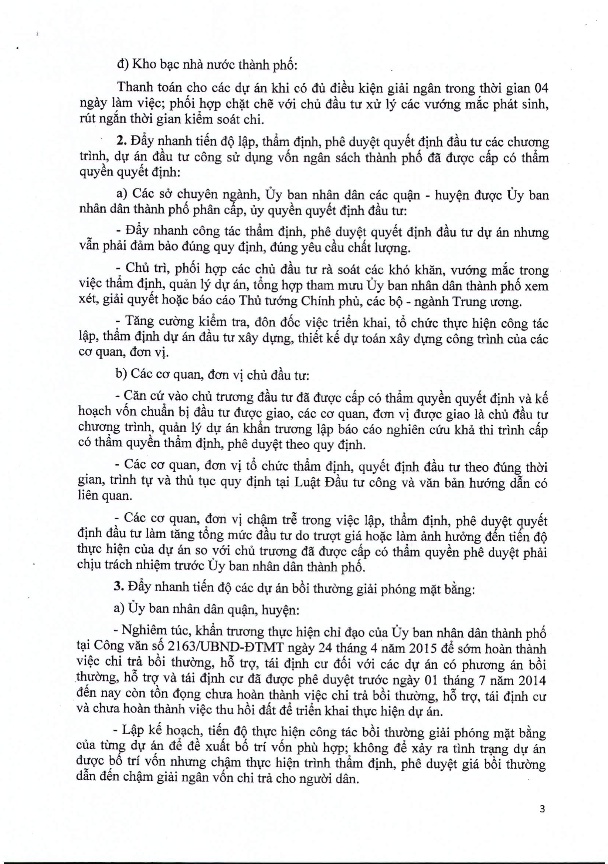 đ) Kho bạc nhà nước thành phố:
Thanh toán cho các dự án khi có đủ điều kiện giải ngân trong thời gian 04
ngày làm việc; phối hợp chặt chẽ với chủ đầu tư xử lý các vướng mắc phát sinh,
rút ngắn thời gian kiểm soát chi.
2. Đẩy nhanh tiến độ lập, thẩm định, phê duyệt quyết định đầu tư các chương
trình, dự án đầu tư công sử dụng vốn ngân sách thành phố đã được cấp có thẩm
quyền quyết định:
a) Các sở chuyên ngành, Ủy ban nhân dân các quận - huyện được Ủy ban
nhân dân thành phố phân cấp, ủy quyền quyết định đầu tư:
- Đẩy nhanh công tác thẩm định, phê duyệt quyết định đầu tư dự án nhưng
vẫn phải đảm bảo đúng quy định, đúng yêu cầu chất lượng.
- Chủ trì, phối hợp các chủ đầu tư rà soát các khó khăn, vướng mắc trong
việc thẩm định, quản lý dự án, tổng hợp tham mưu Ủy ban nhân dân thành phố xem
xét, giải quyết hoặc báo cáo Thủ tướng Chính phủ, các bộ - ngành Trung ương.
- Tăng cường kiểm tra, đôn đốc việc triển khai, tổ chức thực hiện công tác
lập, thẩm định dự án đầu tư xây dựng, thiết kế dự toán xây dựng công trình của các
cơ quan, đơn vị.
b) Các cơ quan, đơn vị chủ đầu tư:
- Căn cứ vào chủ trương đầu tư đã được cấp có thẩm quyền quyết định và kế
hoạch vốn chuẩn bị đầu tư được giao, các cơ quan, đơn vị được giao là chủ đầu tư
chương trình, quản lý dự án khẩn trương lập báo cáo nghiên cứu khả thi trình cấp
có thẩm quyền thẩm định, phê duyệt theo quy định.
- Các cơ quan, đơn vị tổ chức thẩm định, quyết định đầu tư theo đúng thời
gian, trình tự và thủ tục quy định tại Luật Đầu tư công và văn bản hướng dẫn có
liên quan.
- Các cơ quan, đơn vị chậm trễ trong việc lập, thẩm định, phê duyệt quyết
định đầu tư làm tăng tổng mức đầu tư do trượt giá hoặc làm ảnh hưởng đến tiến độ
thực hiện của dự án so với chủ trương đã được cấp có thẩm quyền phê duyệt phải
chịu trách nhiệm trước Ủy ban nhân dân thành phố.
3. Đẩy nhanh tiến độ các dự án bồi thường giải phóng mặt bằng:
a) Ủy ban nhân dân quận, huyện:
- Nghiêm túc, khẩn trương thực hiện chỉ đạo của Ủy ban nhân dân thành phố
tại Công văn số 2163/UBND-ĐTMT ngày 24 tháng 4 năm 2015 để sớm hoàn thành
việc chi trả bồi thường, hỗ trợ, tái định cư đối với các dự án có phương án bồi
thường, hỗ trợ và tái định cư đã được phê duyệt trước ngày 01 tháng 7 năm 2014
đến nay còn tồn đọng chưa hoàn thành việc chi trả bồi thường, hỗ trợ, tái định cư
và chưa hoàn thành việc thu hồi đất để triển khai thực hiện dự án.
- Lập kế hoạch, tiến độ thực hiện công tác bồi thường giải phóng mặt bằng
của từng dự án để đề xuất bố trí vốn phù hợp; không để xảy ra tình trạng dự án
được bố trí vốn nhưng chậm thực hiện trình thẩm định, phê duyệt giá bồi thường
dẫn đến chậm giải ngân vốn chi trả cho người dân.
3